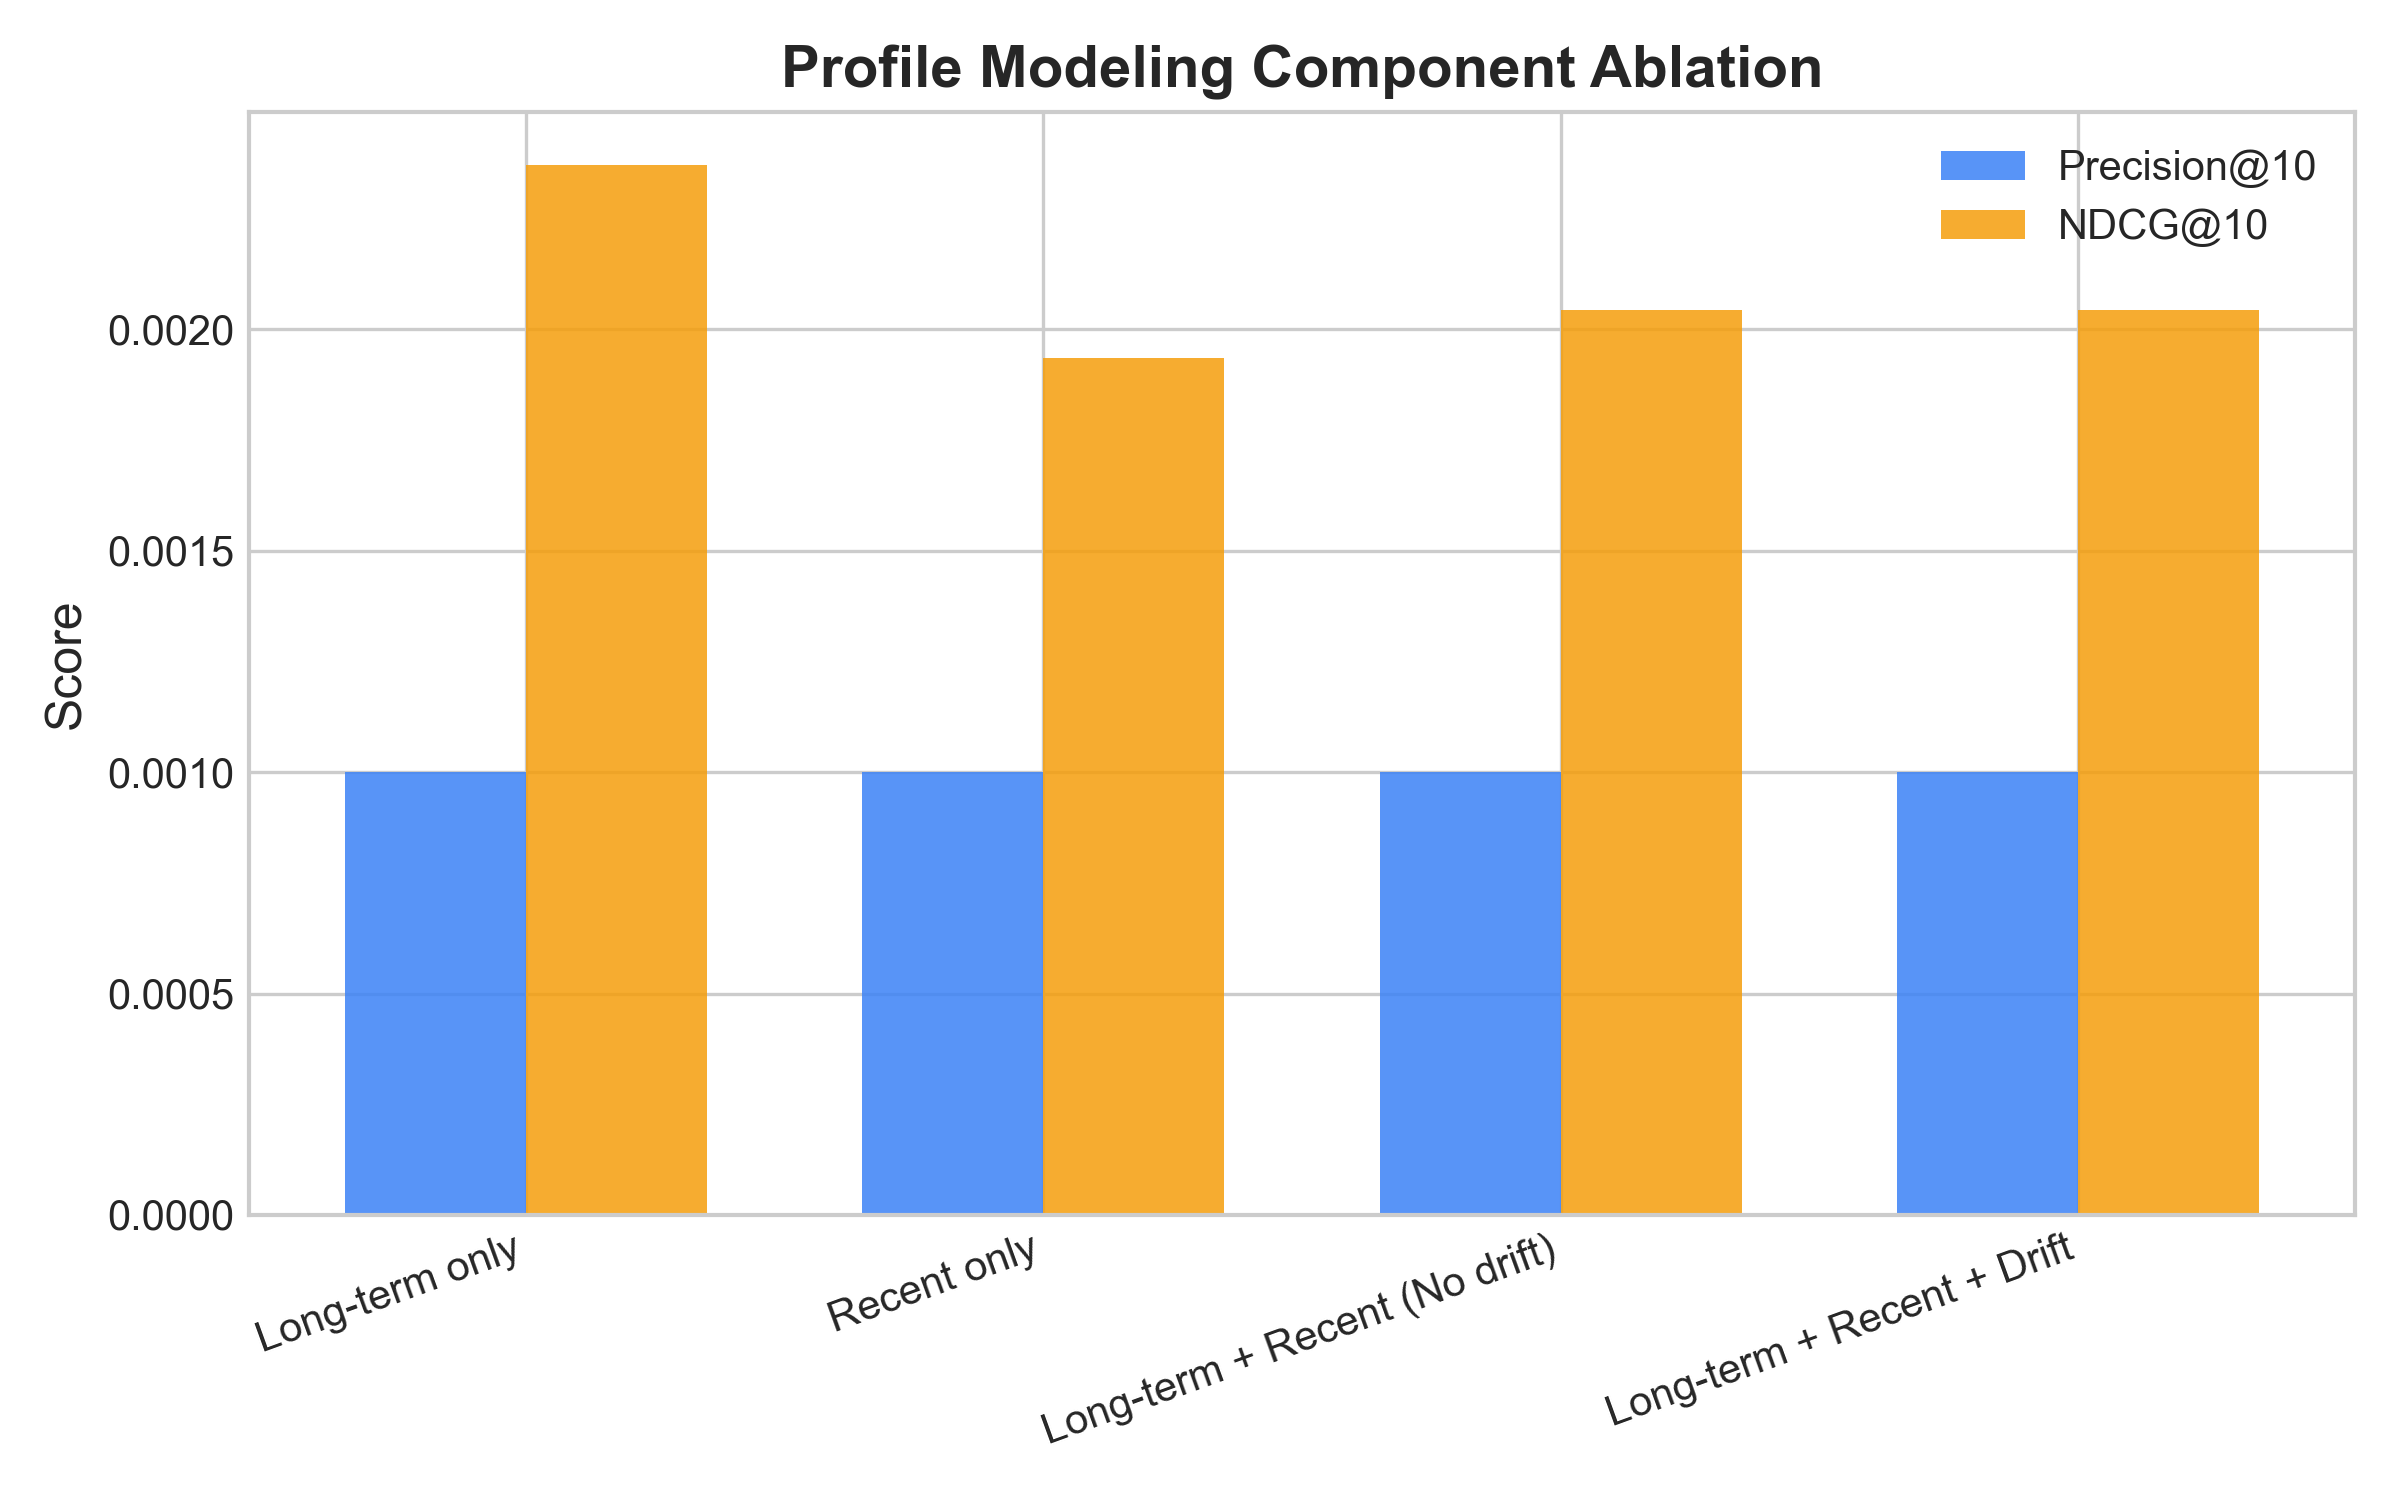 Profile Modeling Component Ablation
Precision@10
NDCG@10
Score
0.0020
0.0015
0.0010
0.0005
0.0000
Long-term only
Recent only
Long-term + Recent (No drift)
Long-term + Recent + Drift